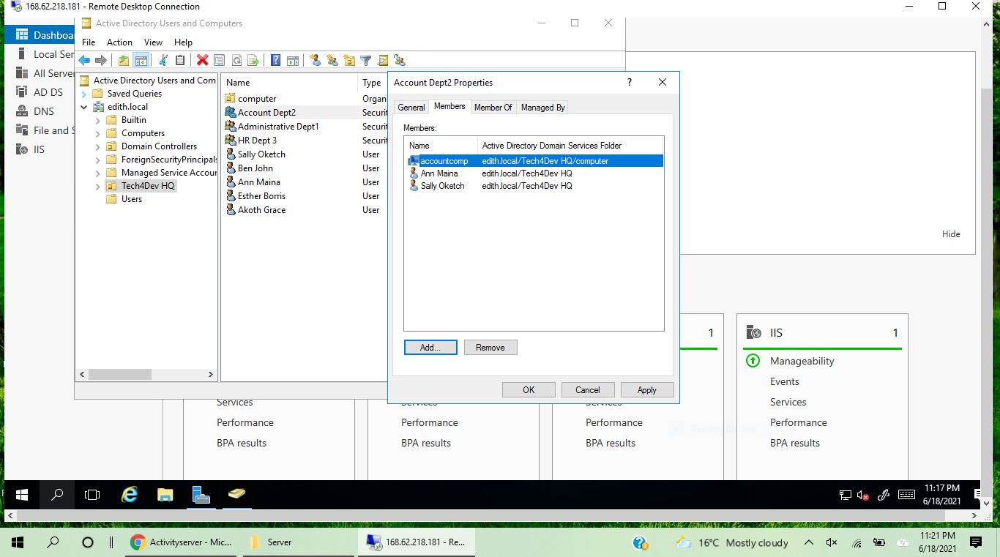 168.62.218.181 - Remote Desktop Connection
Active Directory Users and Computers
File Action View Help
Dashboa
Local Ser
All Server
AD DS
DNS
File and S
IIS
Active Directory Users and Com
Saved Queries
edith.local
Builtin
Computers
Domain Controllers
ForeignSecurityPrincipals
Managed Service Accour
Tech4Dev HQ
Users
Name Type
computer Organ
Account Dept2 Securi
Administrative Dept1 Securi
HR Dept 3 Securi
Sally Oketch User
Ben John User
Ann Maina User
Esther Borris User
Akoth Grace User
Account Dept2 Properties ?
General Members Member Of Managed By
Members:
Name Active Directory Domain Services Folder
accountcomp edith.local/Tech4Dev HQ/computer
Ann Maina edith.local/Tech4Dev HQ
Sally Oketch edith.local/Tech4Dev HQ
Add... Remove
OK Cancel Apply
Hide
1
IIS 1
Manageability
Events
Services
Performance
BPA results
Services
Performance
BPA results
Services
Performance
BPA results
Services
Performance
BPA results
Rectangular Snip
11:17 PM
6/18/2021
Activityserver - Mic...
Server
168.62.218.181 - Re...
16°C Mostly cloudy
11:21 PM
6/18/2021